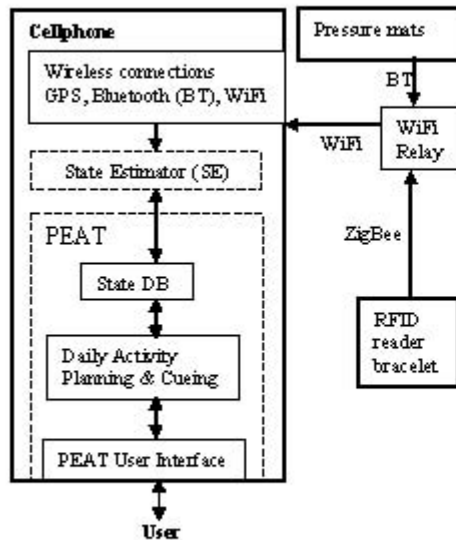 Cellphone
Wireless connections
GPS, Bluetooth (BT), WiFi
State Estimator (SE)
PEAT
State DB
Daily Activity
Planning & Cueing
PEAT User Interface
User
Pressure mats
BT
WiFi
Relay
WiFi
ZigBee
RFID
reader
bracelet